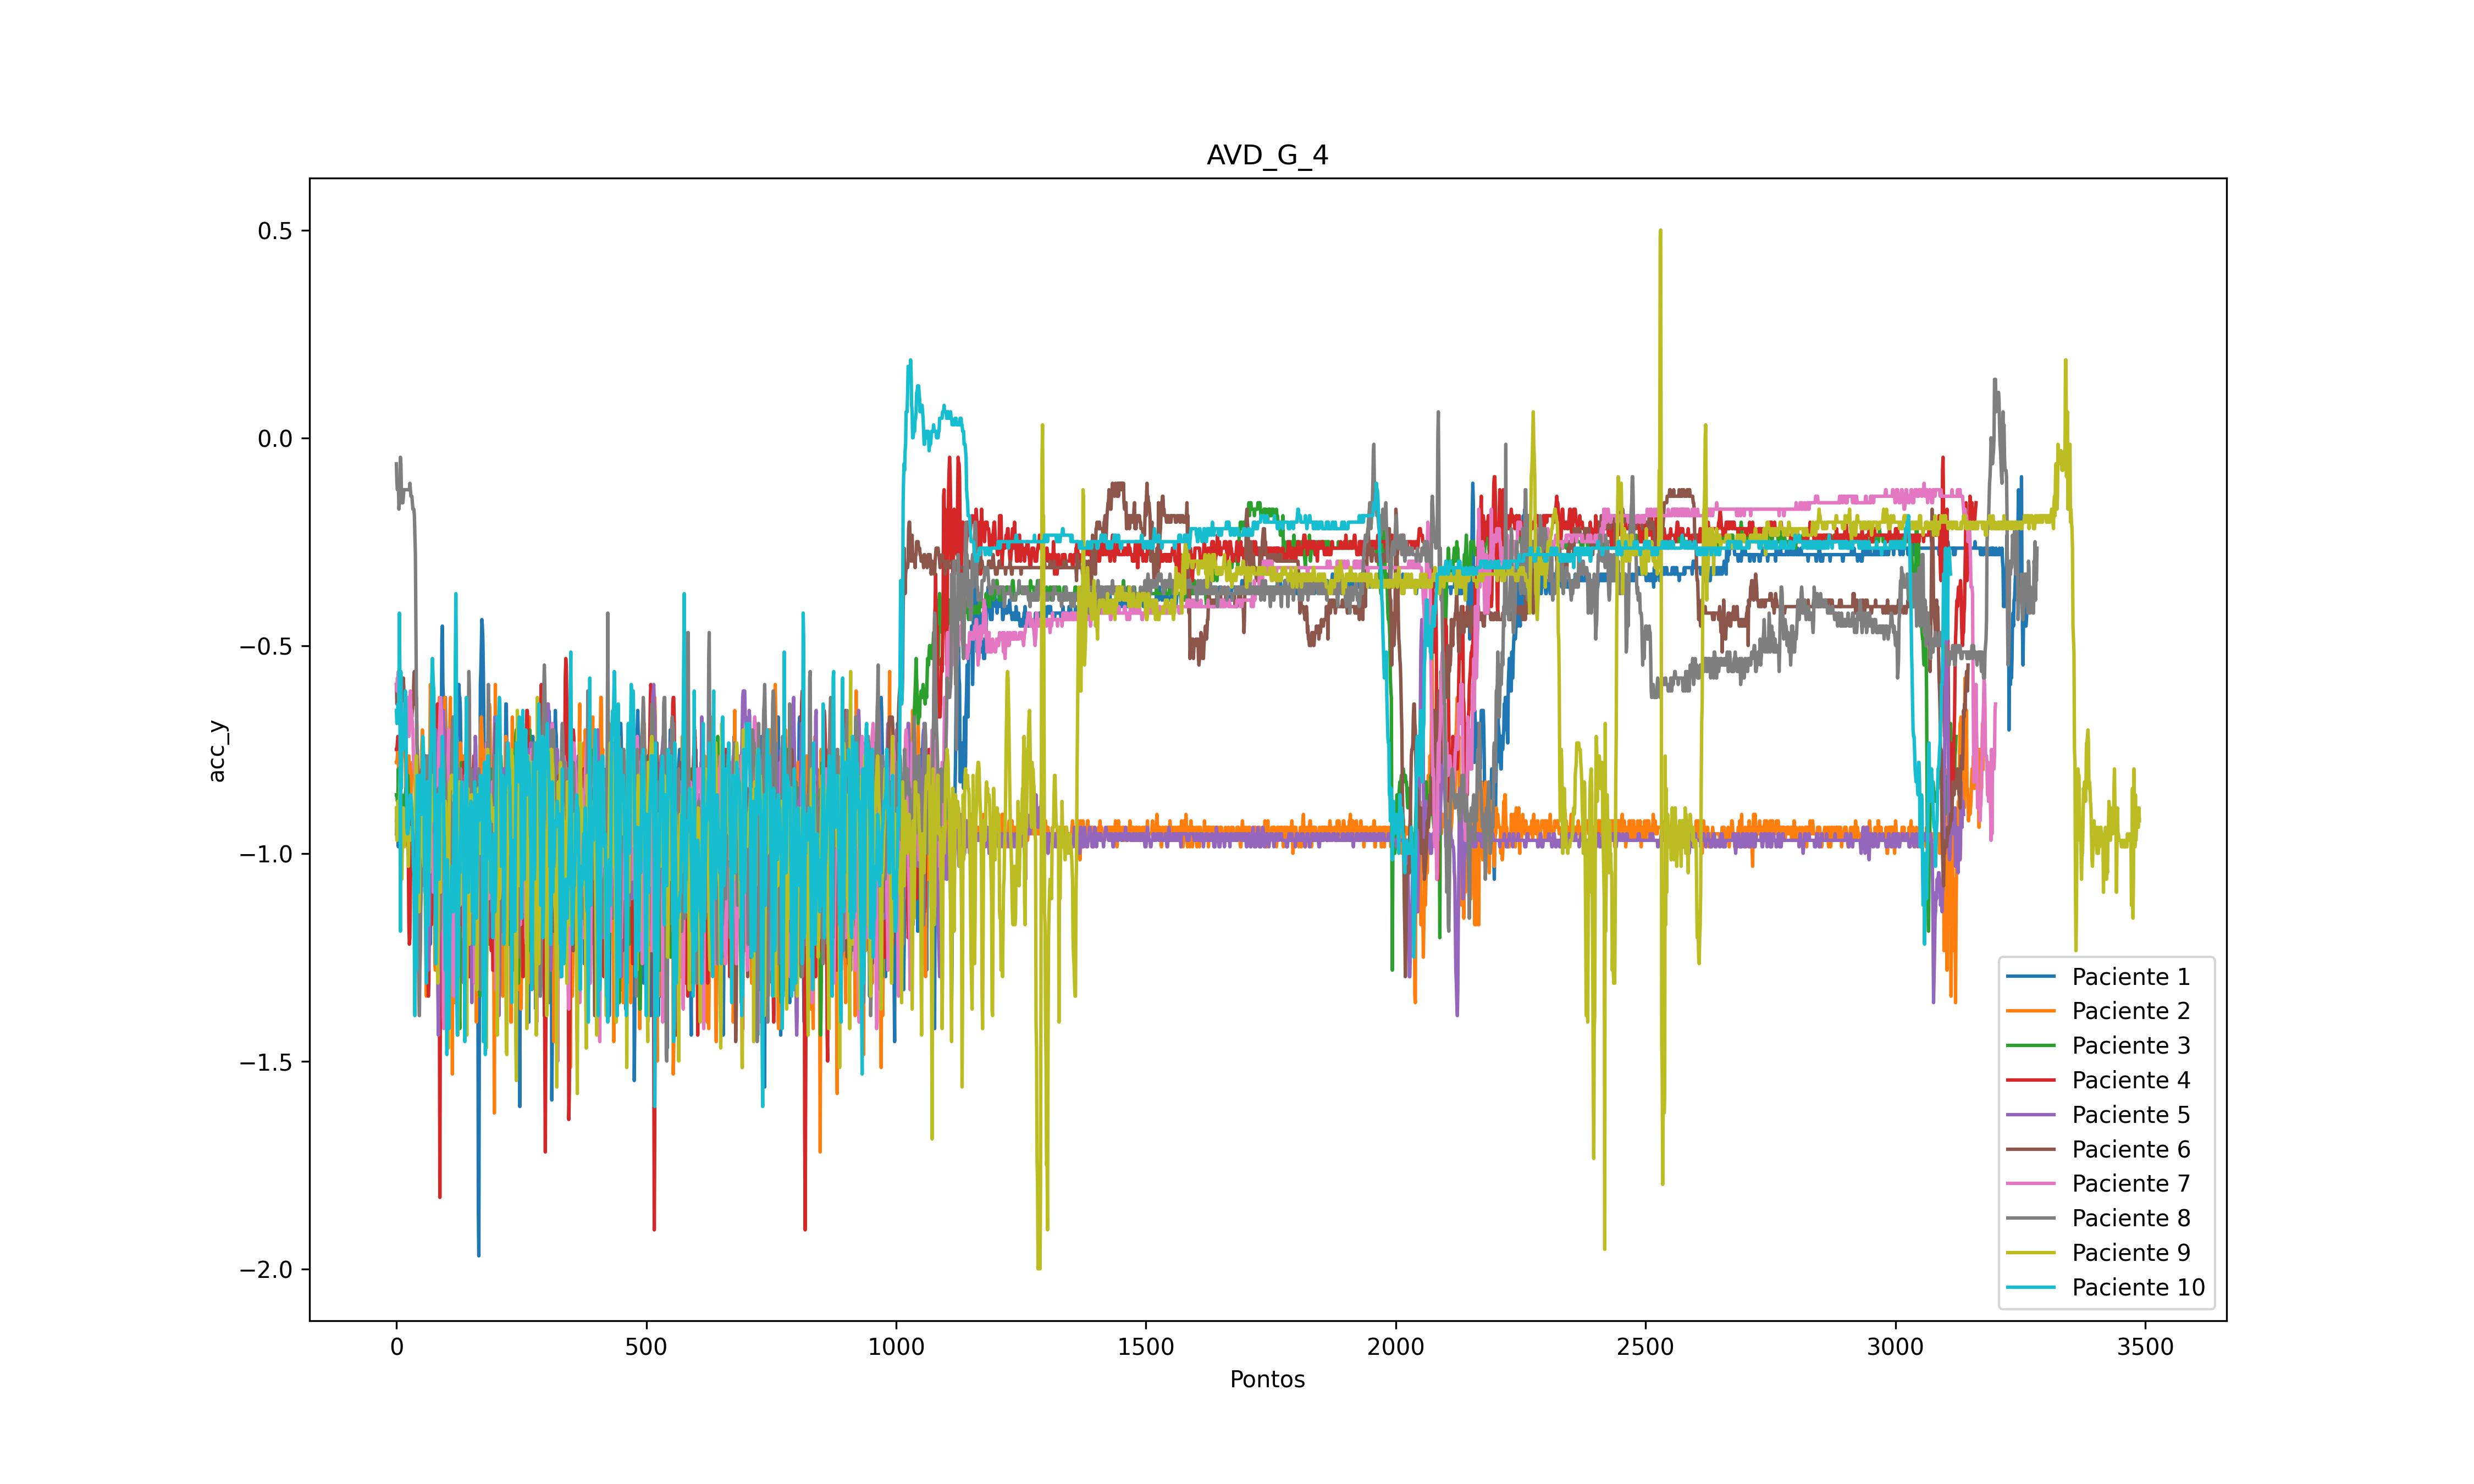 AVD_G_4
0.5
0.0
−0.5
−1.0
−1.5
−2.0
acc_y
0 500 1000 1500 2000 2500 3000 3500
Pontos
Paciente 1
Paciente 2
Paciente 3
Paciente 4
Paciente 5
Paciente 6
Paciente 7
Paciente 8
Paciente 9
Paciente 10